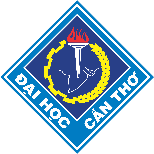 ĐẠI HỌC
CẦN THƠ